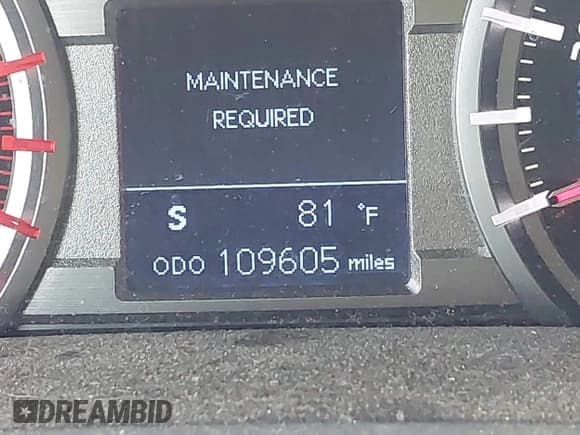 MAINTENANCE
REQUIRED
S 81 °F
ODO 109605 miles
DREAMBID